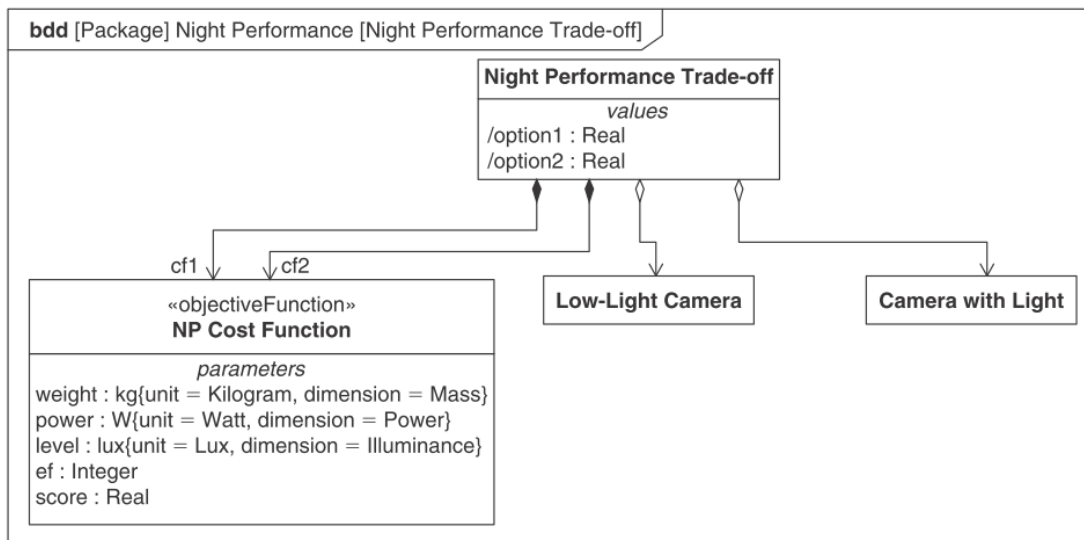 bdd [Package] Night Performance [Night Performance Trade-off]
Night Performance Trade-off
values
/option1 : Real
/option2 : Real
cf1
cf2
«objectiveFunction»
NP Cost Function
parameters
weight : kg{unit = Kilogram, dimension = Mass}
power : W{unit = Watt, dimension = Power}
level : lux{unit = Lux, dimension = Illuminance}
ef : Integer
score : Real
Low-Light Camera
Camera with Light